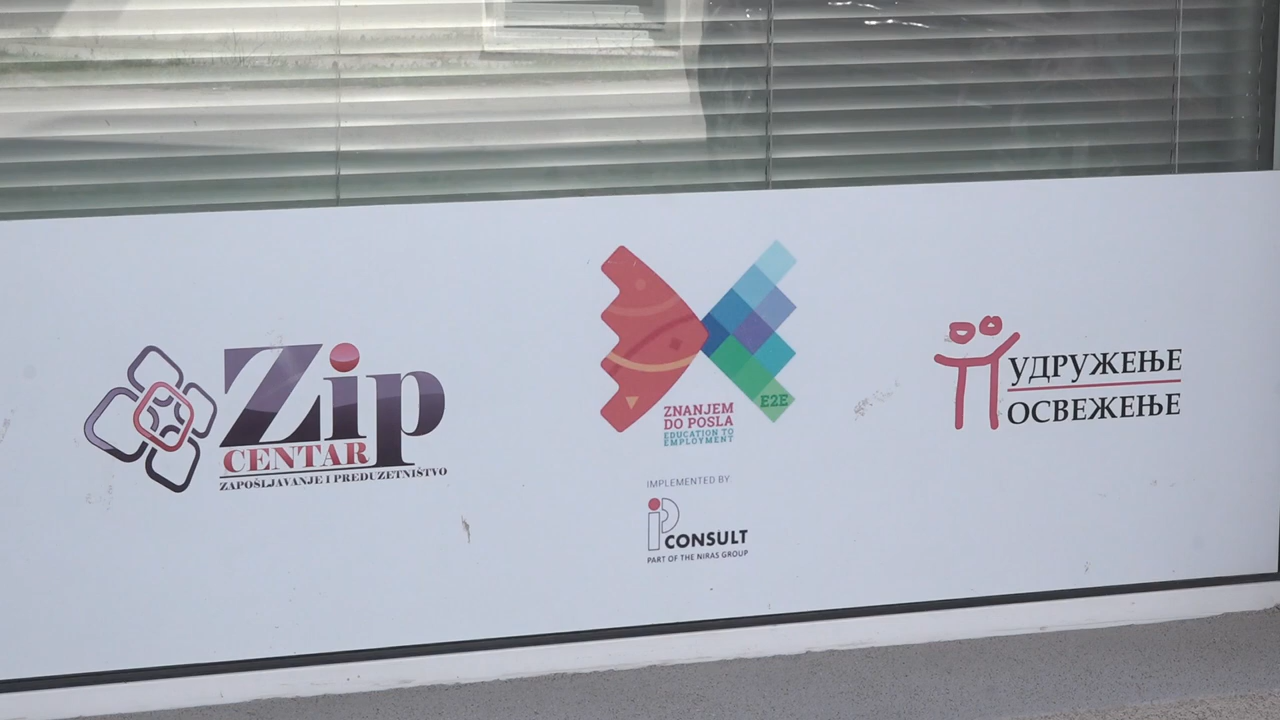 Zip
CENTAR
ZAPOŠLJAVANJE I PREDUZETNIŠTVO
ZNANJEM
DO POSLA
EDUCATION TO
EMPLOYMENT
E2E
IMPLEMENTED BY:
ip
CONSULT
PART OF THE NIRAS GROUP
УДРУЖЕЊЕ
ОСВЕЖЕЊЕ